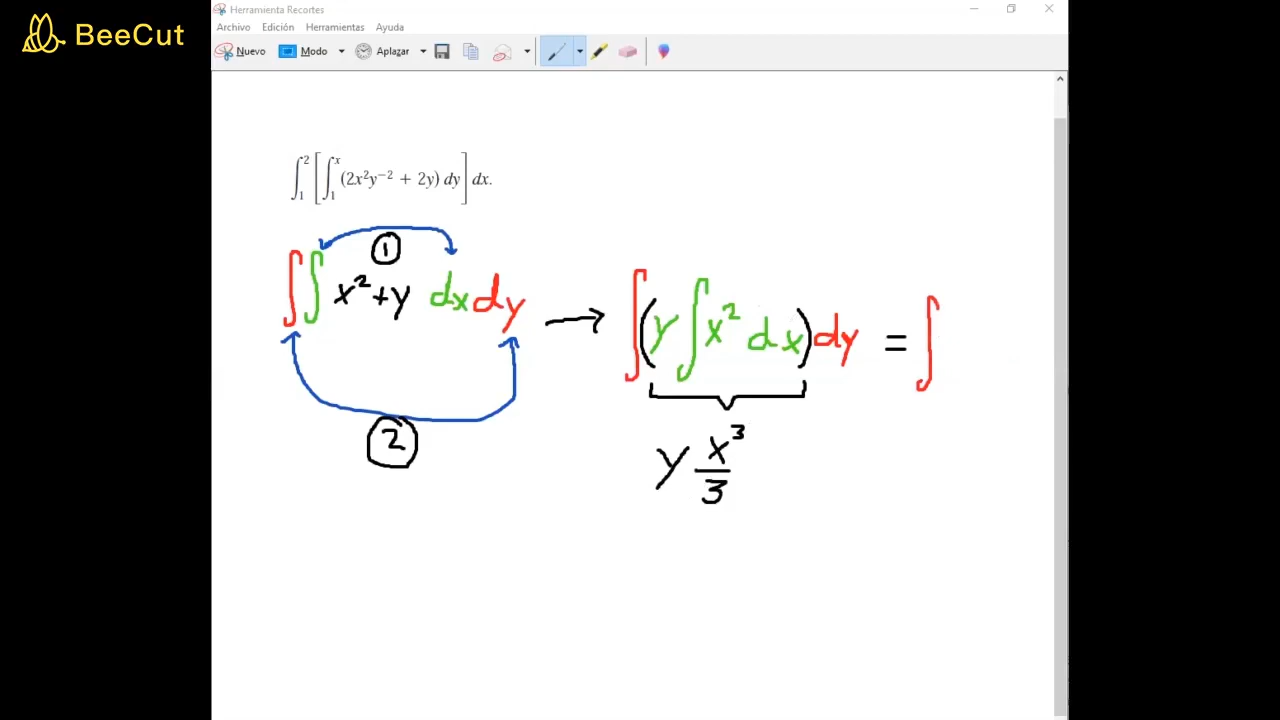 BeeCut
Herramienta Recortes
Archivo Edición Herramientas Ayuda
Nuevo Modo Aplazar
∫₁² [∫₁ˣ (2x²y⁻² + 2y) dy] dx.
①
∫∫ x²+y dx dy → ∫(y∫x² dx)dy = ∫
②
y x³/3